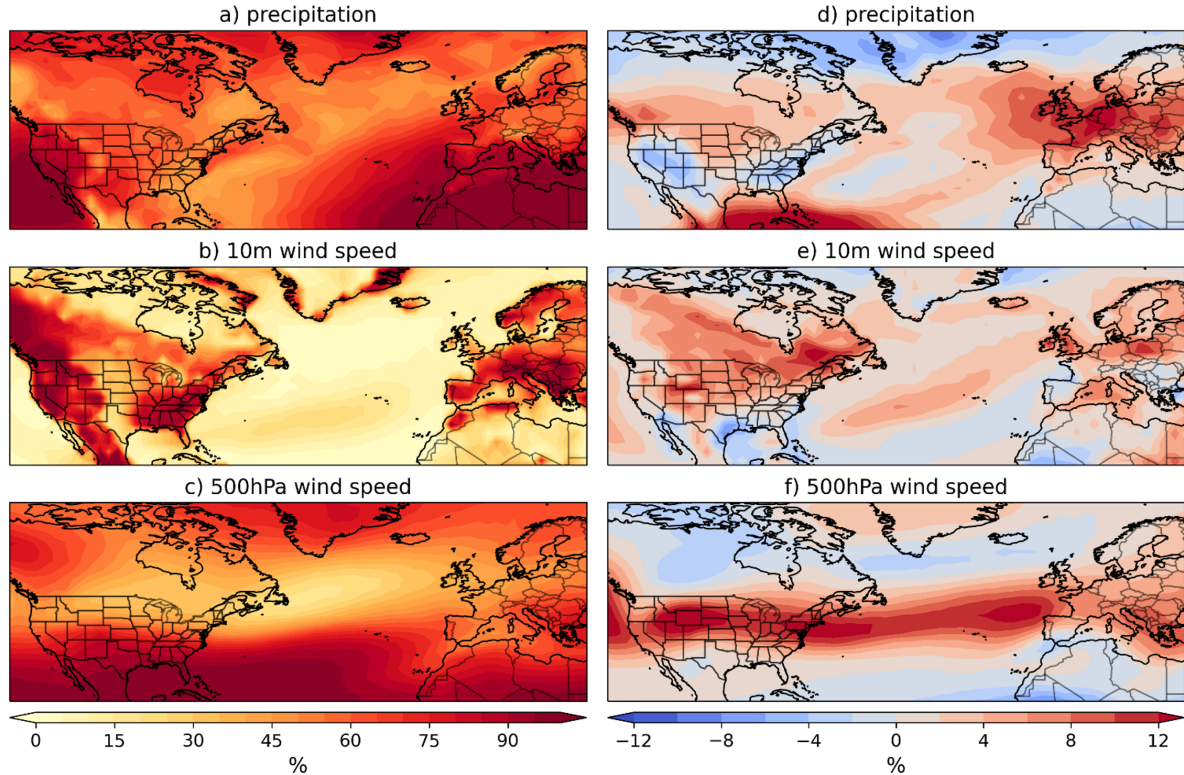 a) precipitation
d) precipitation
b) 10m wind speed
e) 10m wind speed
c) 500hPa wind speed
f) 500hPa wind speed
0 15 30 45 60 75 90
%
−12 −8 −4 0 4 8 12
%